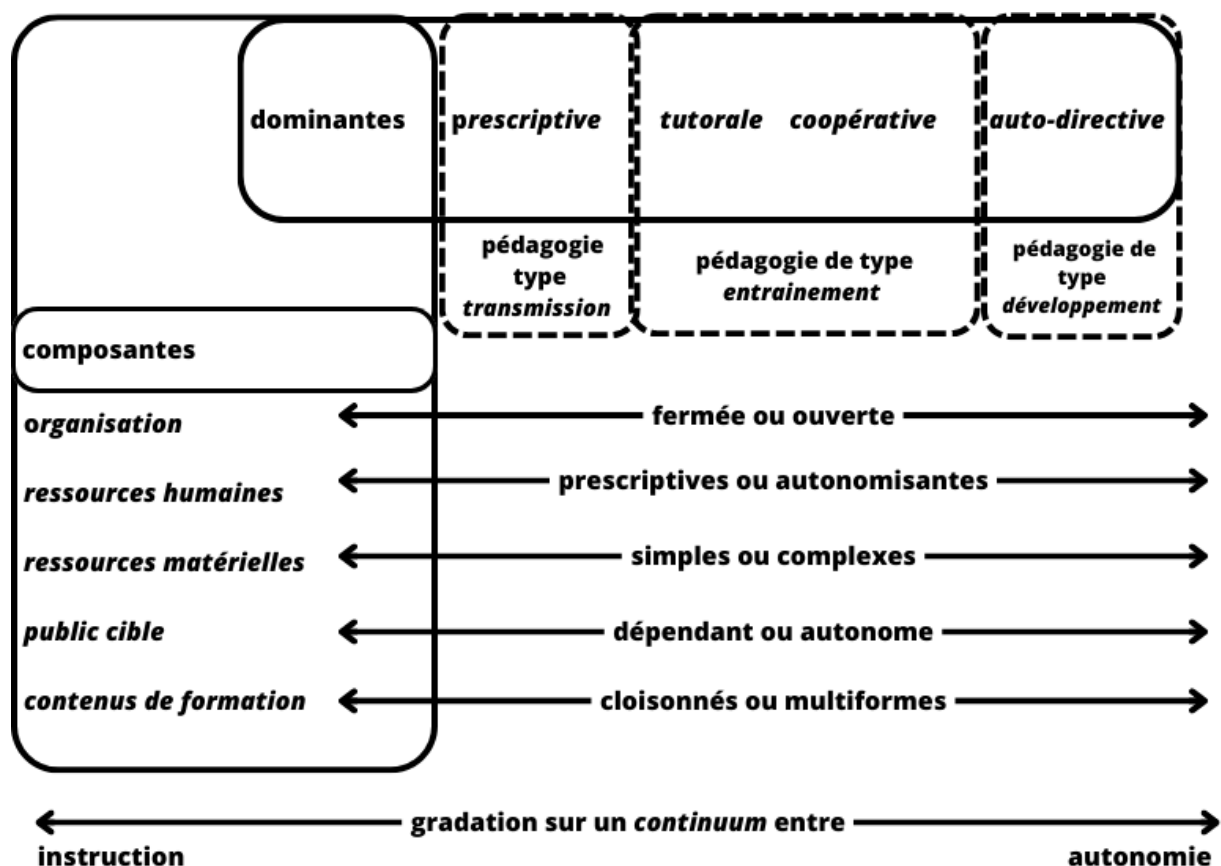 dominantes prescriptive tutorale coopérative auto-directive
pédagogie
type
transmission
pédagogie de type
entrainement
pédagogie de
type
développement
composantes
organisation fermée ou ouverte
ressources humaines prescriptives ou autonomisantes
ressources matérielles simples ou complexes
public cible dépendant ou autonome
contenus de formation cloisonnés ou multiformes
gradation sur un continuum entre
instruction autonomie